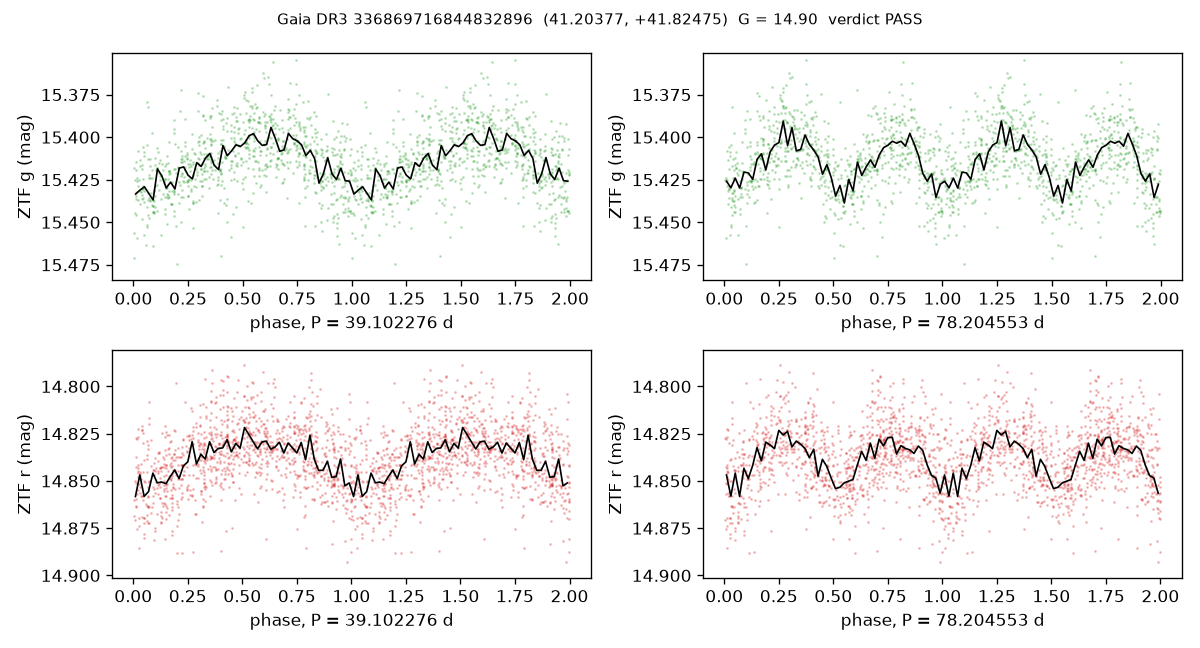 Gaia DR3 336869716844832896  (41.20377, +41.82475)  G = 14.90  verdict PASS
ZTF g (mag)
15.375
15.400
15.425
15.450
15.475
0.00 0.25 0.50 0.75 1.00 1.25 1.50 1.75 2.00
phase, P = 39.102276 d
ZTF g (mag)
15.375
15.400
15.425
15.450
15.475
0.00 0.25 0.50 0.75 1.00 1.25 1.50 1.75 2.00
phase, P = 78.204553 d
ZTF r (mag)
14.800
14.825
14.850
14.875
14.900
0.00 0.25 0.50 0.75 1.00 1.25 1.50 1.75 2.00
phase, P = 39.102276 d
ZTF r (mag)
14.800
14.825
14.850
14.875
14.900
0.00 0.25 0.50 0.75 1.00 1.25 1.50 1.75 2.00
phase, P = 78.204553 d